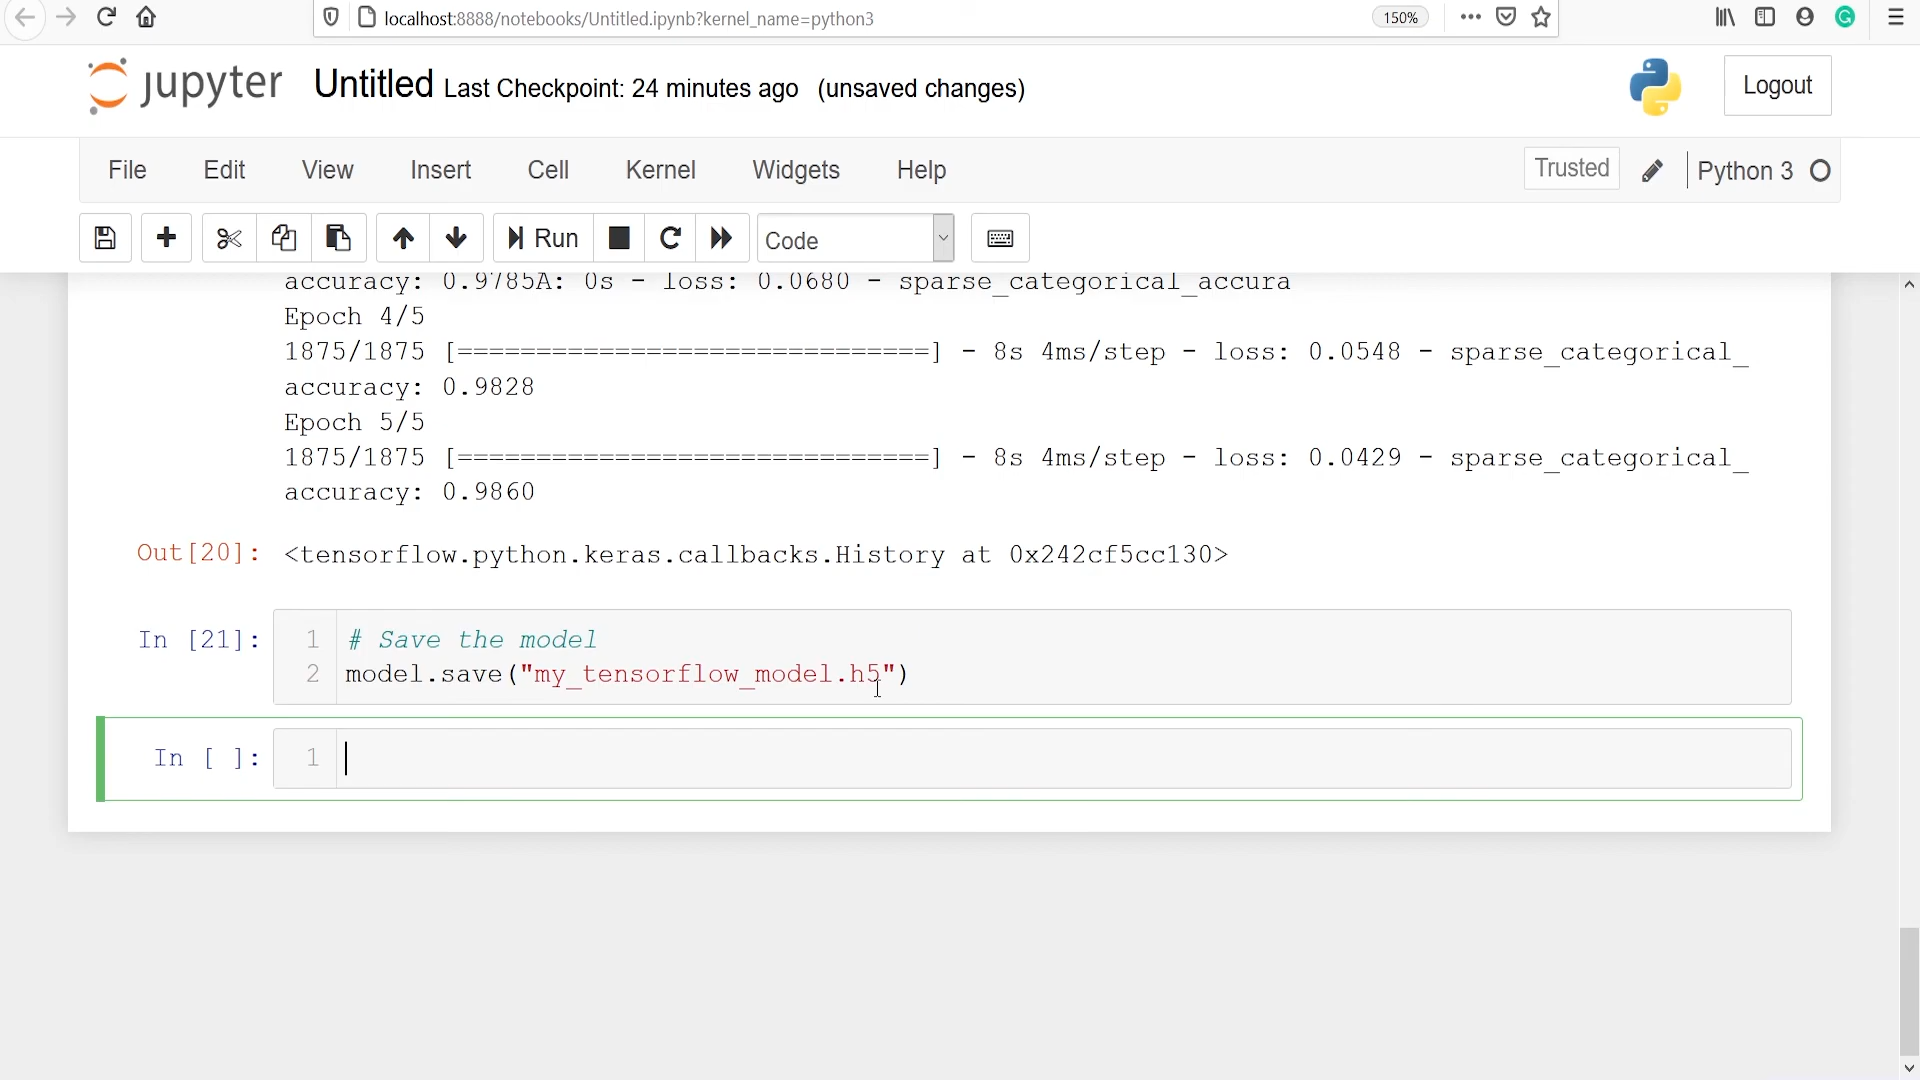 localhost:8888/notebooks/Untitled.ipynb?kernel_name=python3
150%
jupyter Untitled Last Checkpoint: 24 minutes ago (unsaved changes)
Logout
File Edit View Insert Cell Kernel Widgets Help
Trusted Python 3
Run Code
accuracy: 0.9785A: 0s - loss: 0.0680 - sparse_categorical_accura
Epoch 4/5
1875/1875 [==============================] - 8s 4ms/step - loss: 0.0548 - sparse_categorical_
accuracy: 0.9828
Epoch 5/5
1875/1875 [==============================] - 8s 4ms/step - loss: 0.0429 - sparse_categorical_
accuracy: 0.9860
Out[20]: <tensorflow.python.keras.callbacks.History at 0x242cf5cc130>
In [21]: 1 # Save the model
2 model.save("my_tensorflow_model.h5")
In [ ]: 1